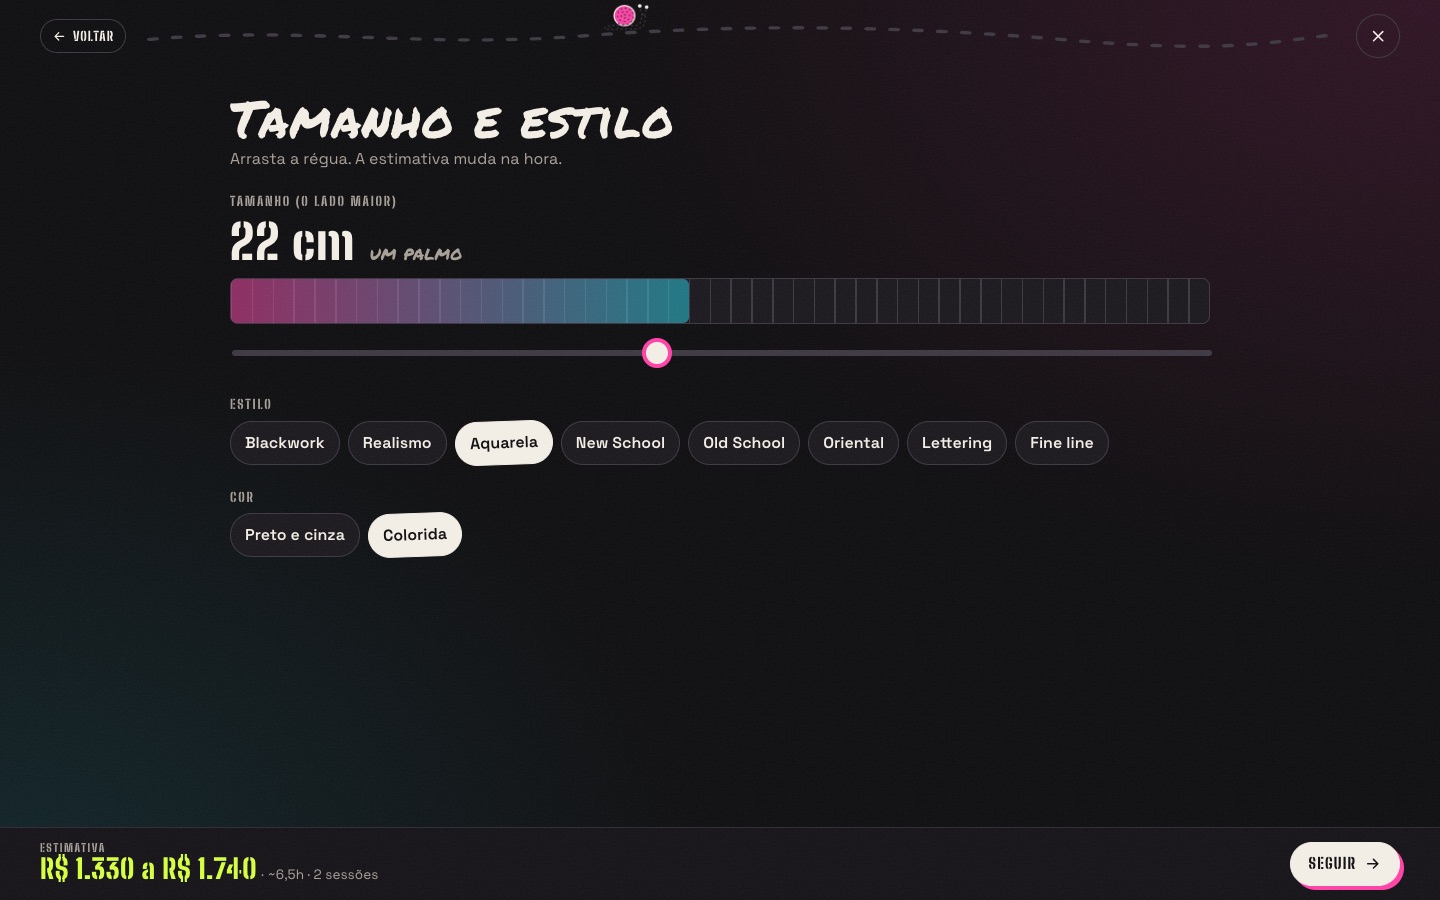 ← VOLTAR
TAMANHO E ESTILO
Arrasta a régua. A estimativa muda na hora.
TAMANHO (O LADO MAIOR)
22 cm UM PALMO
ESTILO
Blackwork Realismo Aquarela New School Old School Oriental Lettering Fine line
COR
Preto e cinza Colorida
ESTIMATIVA
R$ 1.330 a R$ 1.740 · ~6,5h · 2 sessões
SEGUIR →